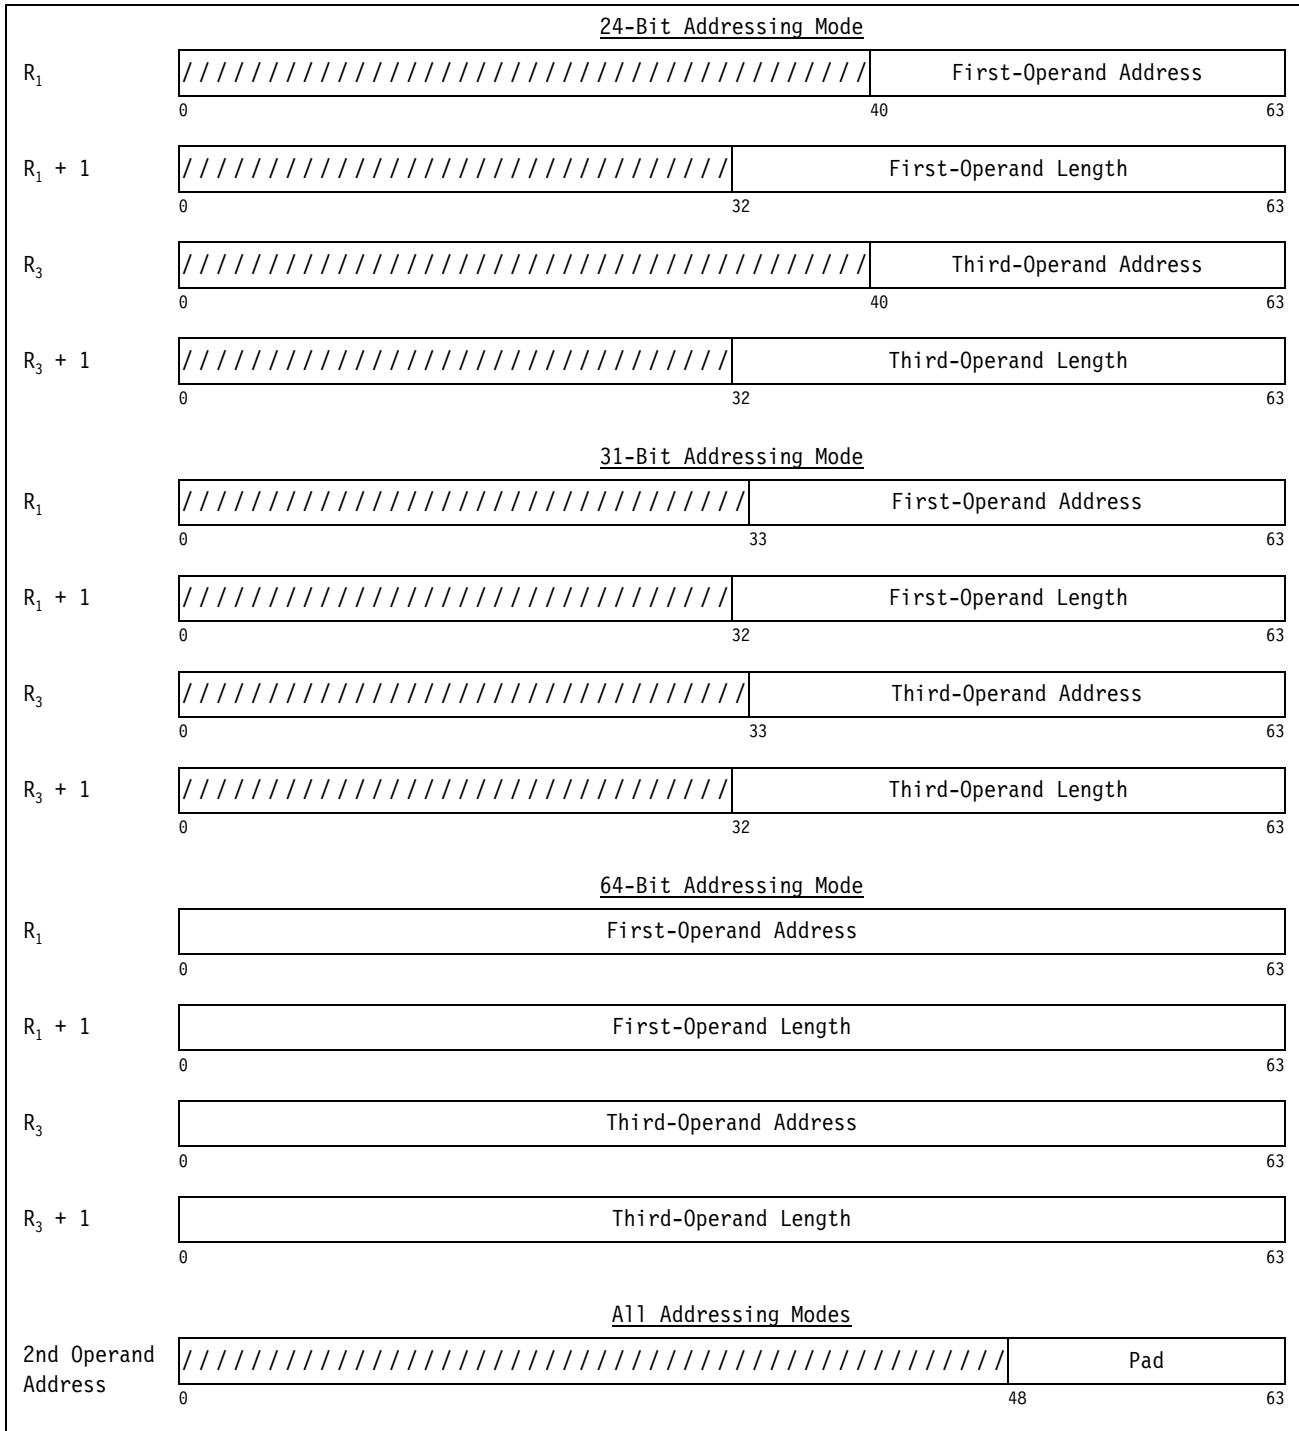 24-Bit Addressing Mode
R₁ //////////////////////////////////////// First-Operand Address
0 40 63
R₁ + 1 //////////////////////////////// First-Operand Length
0 32 63
R₃ //////////////////////////////////////// Third-Operand Address
0 40 63
R₃ + 1 //////////////////////////////// Third-Operand Length
0 32 63
31-Bit Addressing Mode
R₁ ///////////////////////////////// First-Operand Address
0 33 63
R₁ + 1 //////////////////////////////// First-Operand Length
0 32 63
R₃ ///////////////////////////////// Third-Operand Address
0 33 63
R₃ + 1 //////////////////////////////// Third-Operand Length
0 32 63
64-Bit Addressing Mode
R₁ First-Operand Address
0 63
R₁ + 1 First-Operand Length
0 63
R₃ Third-Operand Address
0 63
R₃ + 1 Third-Operand Length
0 63
All Addressing Modes
2nd Operand //////////////////////////////////////////////// Pad
Address
0 48 63